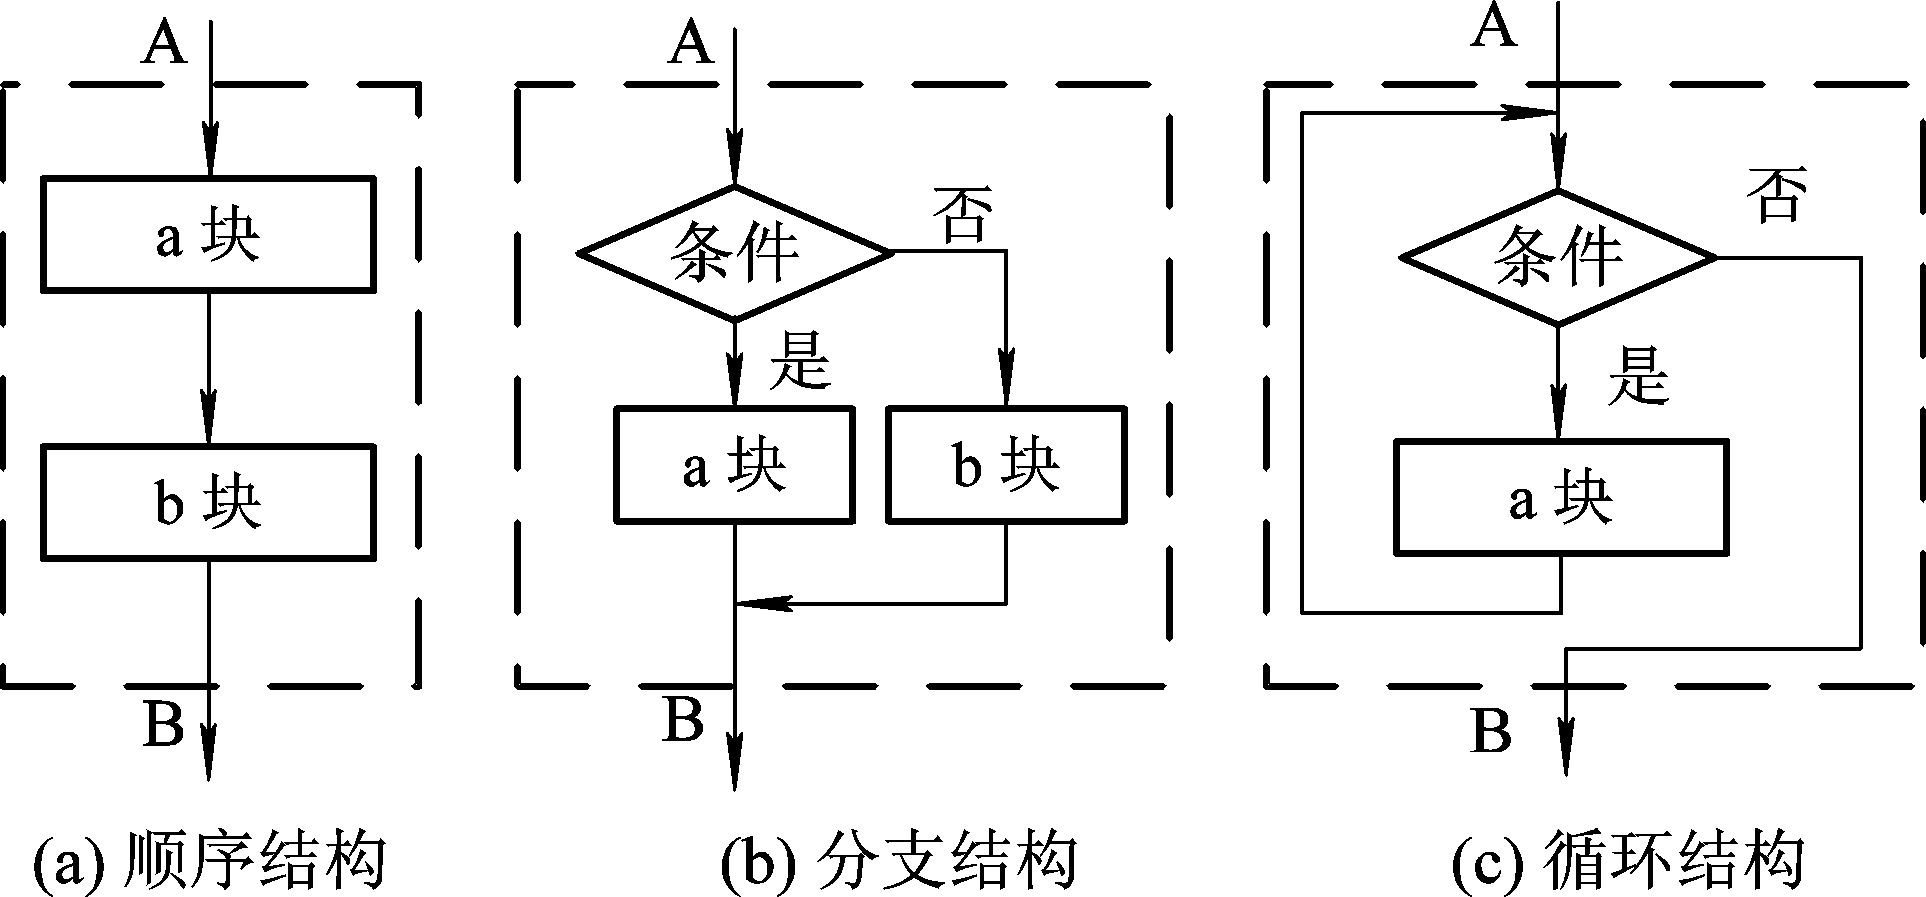 A
a 块
b 块
B
(a) 顺序结构
A
条件
否
是
a 块
b 块
B
(b) 分支结构
A
条件
否
是
a 块
B
(c) 循环结构